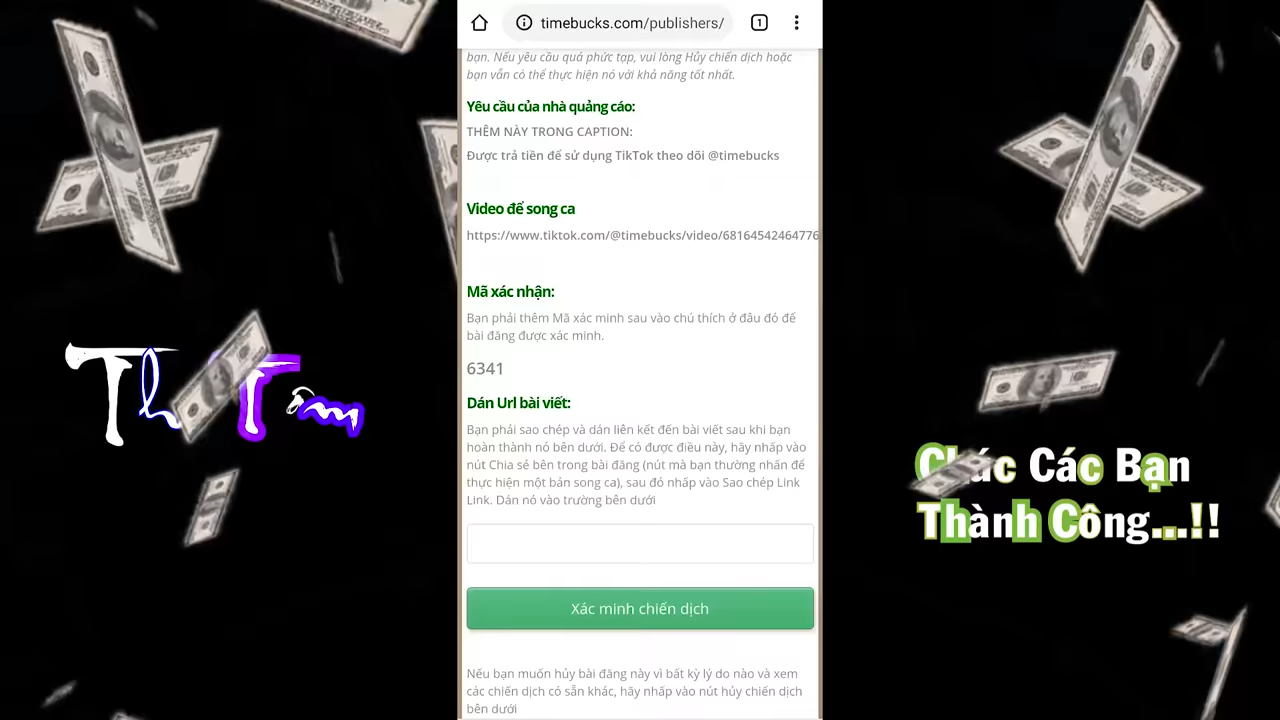 timebucks.com/publishers/
1
bạn. Nếu yêu cầu quá phức tạp, vui lòng Hủy chiến dịch hoặc
bạn vẫn có thể thực hiện nó với khả năng tốt nhất.
Yêu cầu của nhà quảng cáo:
THÊM NÀY TRONG CAPTION:
Được trả tiền để sử dụng TikTok theo dõi @timebucks
Video để song ca
https://www.tiktok.com/@timebucks/video/68164542464776
Mã xác nhận:
Bạn phải thêm Mã xác minh sau vào chú thích ở đâu đó để
bài đăng được xác minh.
6341
Dán Url bài viết:
Bạn phải sao chép và dán liên kết đến bài viết sau khi bạn
hoàn thành nó bên dưới. Để có được điều này, hãy nhấp vào
nút Chia sẻ bên trong bài đăng (nút mà bạn thường nhấn để
thực hiện một bản song ca), sau đó nhấp vào Sao chép Link
Link. Dán nó vào trường bên dưới
Xác minh chiến dịch
Nếu bạn muốn hủy bài đăng này vì bất kỳ lý do nào và xem
các chiến dịch có sẵn khác, hãy nhấp vào nút hủy chiến dịch
bên dưới
Tâm
Chúc Các Bạn
Thành Công...!!